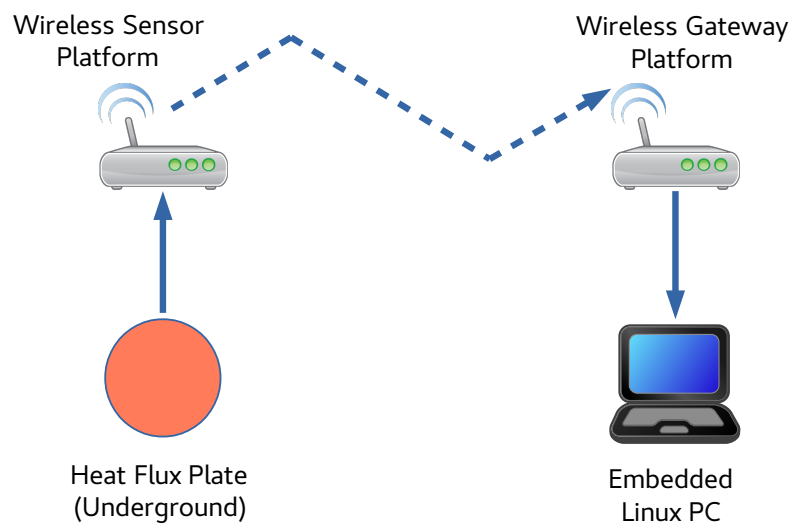 Wireless Sensor
Platform
Wireless Gateway
Platform
Heat Flux Plate
(Underground)
Embedded
Linux PC